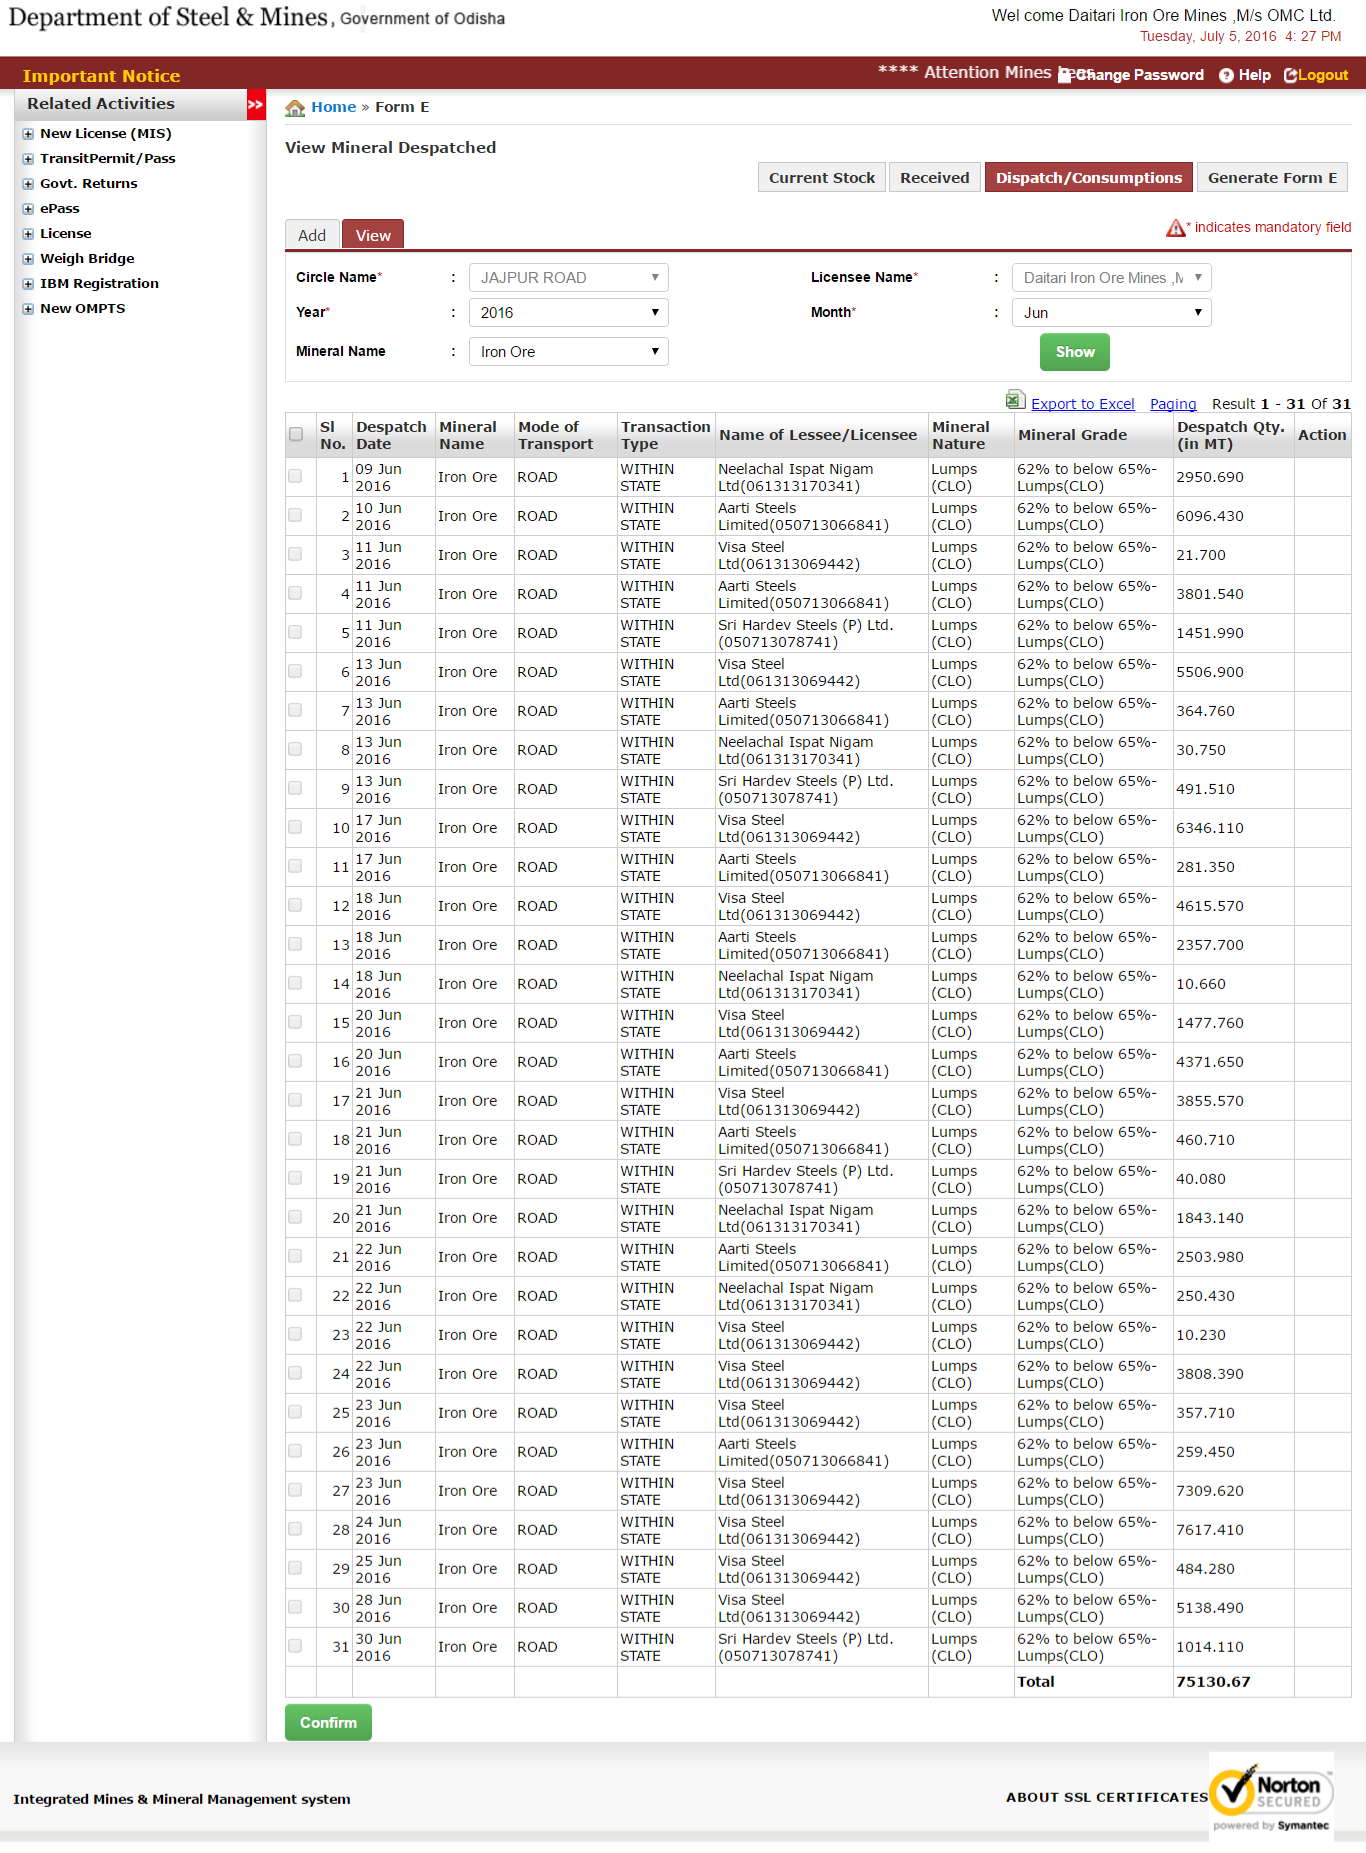 Department of Steel & Mines, Government of Odisha
Wel come Daitari Iron Ore Mines ,M/s OMC Ltd.
Tuesday, July 5, 2016 4: 27 PM
Important Notice
**** Attention Mines
Change Password Help Logout
Related Activities >>
New License (MIS)
TransitPermit/Pass
Govt. Returns
ePass
License
Weigh Bridge
IBM Registration
New OMPTS
Home » Form E
View Mineral Despatched
Current Stock Received Dispatch/Consumptions Generate Form E
Add View
* indicates mandatory field
Circle Name* : JAJPUR ROAD Licensee Name* : Daitari Iron Ore Mines ,M
Year* : 2016 Month* : Jun
Mineral Name : Iron Ore Show
Export to Excel Paging Result 1 - 31 Of 31
Sl No. Despatch Date Mineral Name Mode of Transport Transaction Type Name of Lessee/Licensee Mineral Nature Mineral Grade Despatch Qty. (in MT) Action
1 09 Jun 2016 Iron Ore ROAD WITHIN STATE Neelachal Ispat Nigam Ltd(061313170341) Lumps (CLO) 62% to below 65%-Lumps(CLO) 2950.690
2 10 Jun 2016 Iron Ore ROAD WITHIN STATE Aarti Steels Limited(050713066841) Lumps (CLO) 62% to below 65%-Lumps(CLO) 6096.430
3 11 Jun 2016 Iron Ore ROAD WITHIN STATE Visa Steel Ltd(061313069442) Lumps (CLO) 62% to below 65%-Lumps(CLO) 21.700
4 11 Jun 2016 Iron Ore ROAD WITHIN STATE Aarti Steels Limited(050713066841) Lumps (CLO) 62% to below 65%-Lumps(CLO) 3801.540
5 11 Jun 2016 Iron Ore ROAD WITHIN STATE Sri Hardev Steels (P) Ltd. (050713078741) Lumps (CLO) 62% to below 65%-Lumps(CLO) 1451.990
6 13 Jun 2016 Iron Ore ROAD WITHIN STATE Visa Steel Ltd(061313069442) Lumps (CLO) 62% to below 65%-Lumps(CLO) 5506.900
7 13 Jun 2016 Iron Ore ROAD WITHIN STATE Aarti Steels Limited(050713066841) Lumps (CLO) 62% to below 65%-Lumps(CLO) 364.760
8 13 Jun 2016 Iron Ore ROAD WITHIN STATE Neelachal Ispat Nigam Ltd(061313170341) Lumps (CLO) 62% to below 65%-Lumps(CLO) 30.750
9 13 Jun 2016 Iron Ore ROAD WITHIN STATE Sri Hardev Steels (P) Ltd. (050713078741) Lumps (CLO) 62% to below 65%-Lumps(CLO) 491.510
10 17 Jun 2016 Iron Ore ROAD WITHIN STATE Visa Steel Ltd(061313069442) Lumps (CLO) 62% to below 65%-Lumps(CLO) 6346.110
11 17 Jun 2016 Iron Ore ROAD WITHIN STATE Aarti Steels Limited(050713066841) Lumps (CLO) 62% to below 65%-Lumps(CLO) 281.350
12 18 Jun 2016 Iron Ore ROAD WITHIN STATE Visa Steel Ltd(061313069442) Lumps (CLO) 62% to below 65%-Lumps(CLO) 4615.570
13 18 Jun 2016 Iron Ore ROAD WITHIN STATE Aarti Steels Limited(050713066841) Lumps (CLO) 62% to below 65%-Lumps(CLO) 2357.700
14 18 Jun 2016 Iron Ore ROAD WITHIN STATE Neelachal Ispat Nigam Ltd(061313170341) Lumps (CLO) 62% to below 65%-Lumps(CLO) 10.660
15 20 Jun 2016 Iron Ore ROAD WITHIN STATE Visa Steel Ltd(061313069442) Lumps (CLO) 62% to below 65%-Lumps(CLO) 1477.760
16 20 Jun 2016 Iron Ore ROAD WITHIN STATE Aarti Steels Limited(050713066841) Lumps (CLO) 62% to below 65%-Lumps(CLO) 4371.650
17 21 Jun 2016 Iron Ore ROAD WITHIN STATE Visa Steel Ltd(061313069442) Lumps (CLO) 62% to below 65%-Lumps(CLO) 3855.570
18 21 Jun 2016 Iron Ore ROAD WITHIN STATE Aarti Steels Limited(050713066841) Lumps (CLO) 62% to below 65%-Lumps(CLO) 460.710
19 21 Jun 2016 Iron Ore ROAD WITHIN STATE Sri Hardev Steels (P) Ltd. (050713078741) Lumps (CLO) 62% to below 65%-Lumps(CLO) 40.080
20 21 Jun 2016 Iron Ore ROAD WITHIN STATE Neelachal Ispat Nigam Ltd(061313170341) Lumps (CLO) 62% to below 65%-Lumps(CLO) 1843.140
21 22 Jun 2016 Iron Ore ROAD WITHIN STATE Aarti Steels Limited(050713066841) Lumps (CLO) 62% to below 65%-Lumps(CLO) 2503.980
22 22 Jun 2016 Iron Ore ROAD WITHIN STATE Neelachal Ispat Nigam Ltd(061313170341) Lumps (CLO) 62% to below 65%-Lumps(CLO) 250.430
23 22 Jun 2016 Iron Ore ROAD WITHIN STATE Visa Steel Ltd(061313069442) Lumps (CLO) 62% to below 65%-Lumps(CLO) 10.230
24 22 Jun 2016 Iron Ore ROAD WITHIN STATE Visa Steel Ltd(061313069442) Lumps (CLO) 62% to below 65%-Lumps(CLO) 3808.390
25 23 Jun 2016 Iron Ore ROAD WITHIN STATE Visa Steel Ltd(061313069442) Lumps (CLO) 62% to below 65%-Lumps(CLO) 357.710
26 23 Jun 2016 Iron Ore ROAD WITHIN STATE Aarti Steels Limited(050713066841) Lumps (CLO) 62% to below 65%-Lumps(CLO) 259.450
27 23 Jun 2016 Iron Ore ROAD WITHIN STATE Visa Steel Ltd(061313069442) Lumps (CLO) 62% to below 65%-Lumps(CLO) 7309.620
28 24 Jun 2016 Iron Ore ROAD WITHIN STATE Visa Steel Ltd(061313069442) Lumps (CLO) 62% to below 65%-Lumps(CLO) 7617.410
29 25 Jun 2016 Iron Ore ROAD WITHIN STATE Visa Steel Ltd(061313069442) Lumps (CLO) 62% to below 65%-Lumps(CLO) 484.280
30 28 Jun 2016 Iron Ore ROAD WITHIN STATE Visa Steel Ltd(061313069442) Lumps (CLO) 62% to below 65%-Lumps(CLO) 5138.490
31 30 Jun 2016 Iron Ore ROAD WITHIN STATE Sri Hardev Steels (P) Ltd. (050713078741) Lumps (CLO) 62% to below 65%-Lumps(CLO) 1014.110
Total 75130.67
Confirm
Integrated Mines & Mineral Management system
ABOUT SSL CERTIFICATES
Norton
SECURED
powered by Symantec